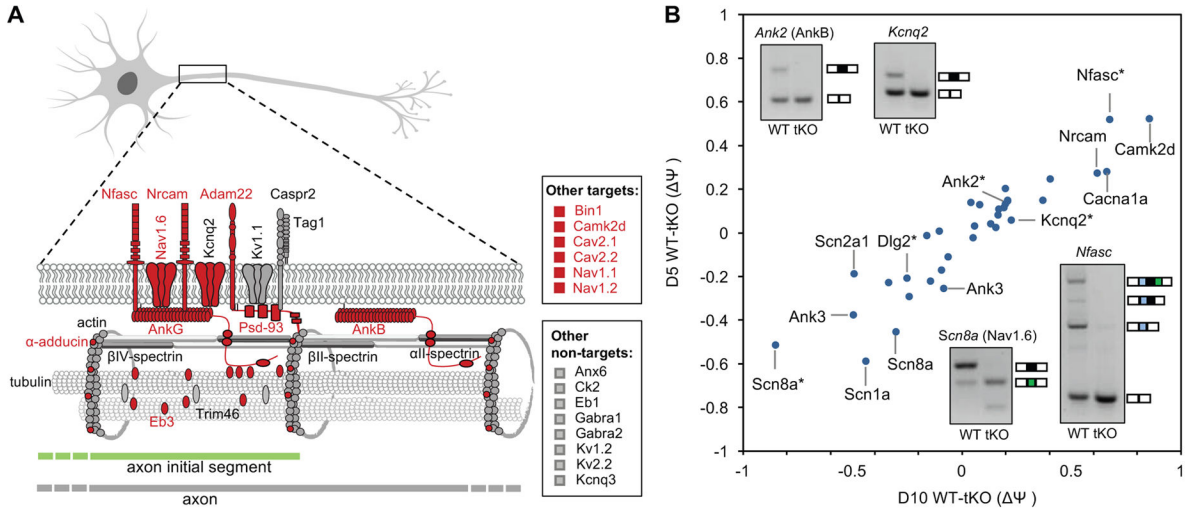 A
Nfasc
Nrcam
Adam22
Caspr2
Tag1
Nav1.6
Kcnq2
Kv1.1
AnkG
Psd-93
AnkB
actin
α-adducin
βIV-spectrin
βII-spectrin
αII-spectrin
tubulin
Trim46
Eb3
axon initial segment
axon
Other targets:
Bin1
Camk2d
Cav2.1
Cav2.2
Nav1.1
Nav1.2
Other
non-targets:
Anx6
Ck2
Eb1
Gabra1
Gabra2
Kv1.2
Kv2.2
Kcnq3
B
D5 WT-tKO (ΔΨ )
1
0.8
0.6
0.4
0.2
0
-0.2
-0.4
-0.6
-0.8
-1
-0.5
0
0.5
1
D10 WT-tKO (ΔΨ )
Ank2 (AnkB)
WT tKO
Kcnq2
WT tKO
Nfasc*
Nrcam
Camk2d
Cacna1a
Ank2*
Kcnq2*
Scn2a1
Dlg2*
Ank3
Ank3
Scn8a
Scn8a*
Scn1a
Scn8a (Nav1.6)
WT tKO
Nfasc
WT tKO